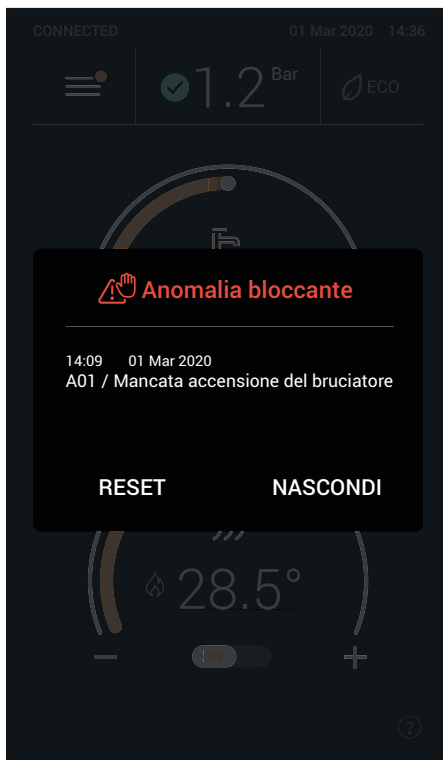 CONNECTED 01 Mar 2020 14:36
1.2 Bar ECO
Anomalia bloccante
14:09 01 Mar 2020
A01 / Mancata accensione del bruciatore
RESET NASCONDI
28.5°
ON
?